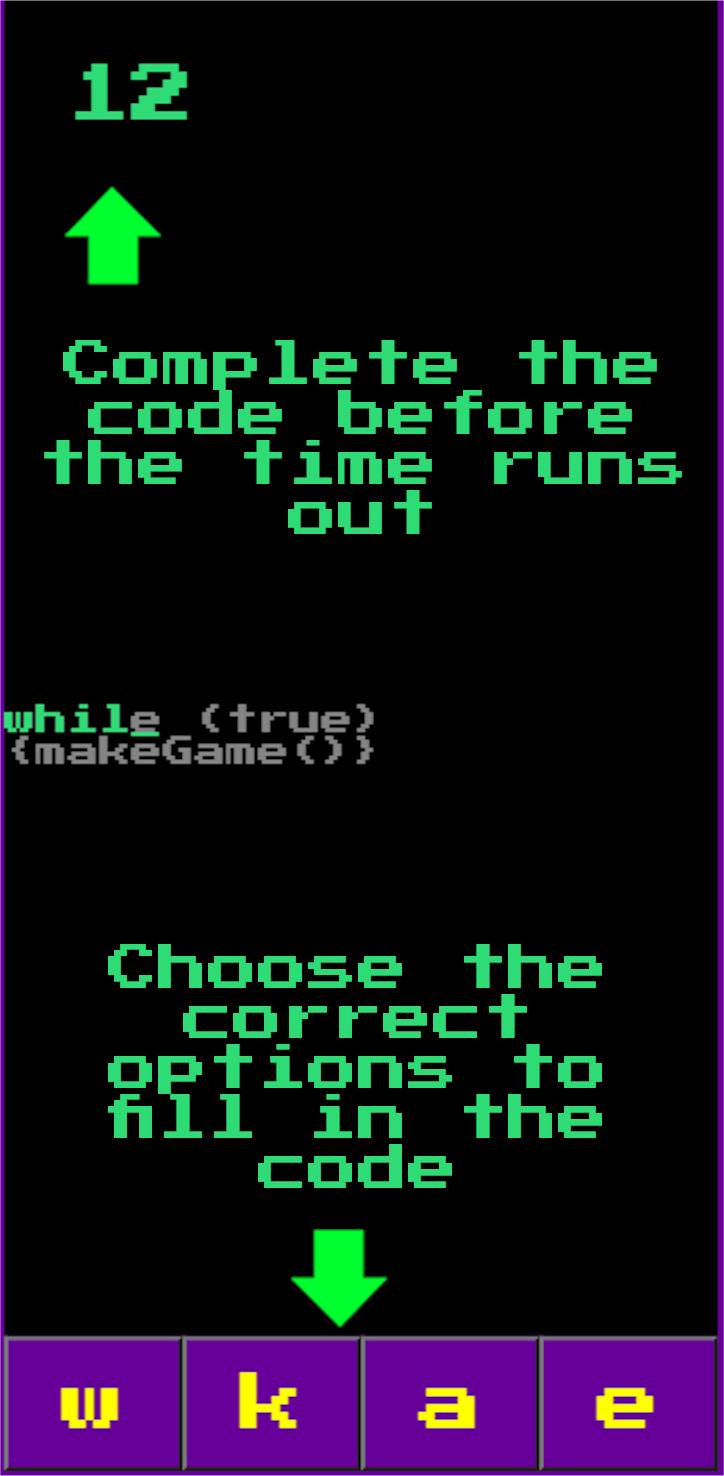 12
Complete the
code before
the time runs
out
while (true}
{makeGame()}
Choose the
correct
options to
fill in the
code
w k a e